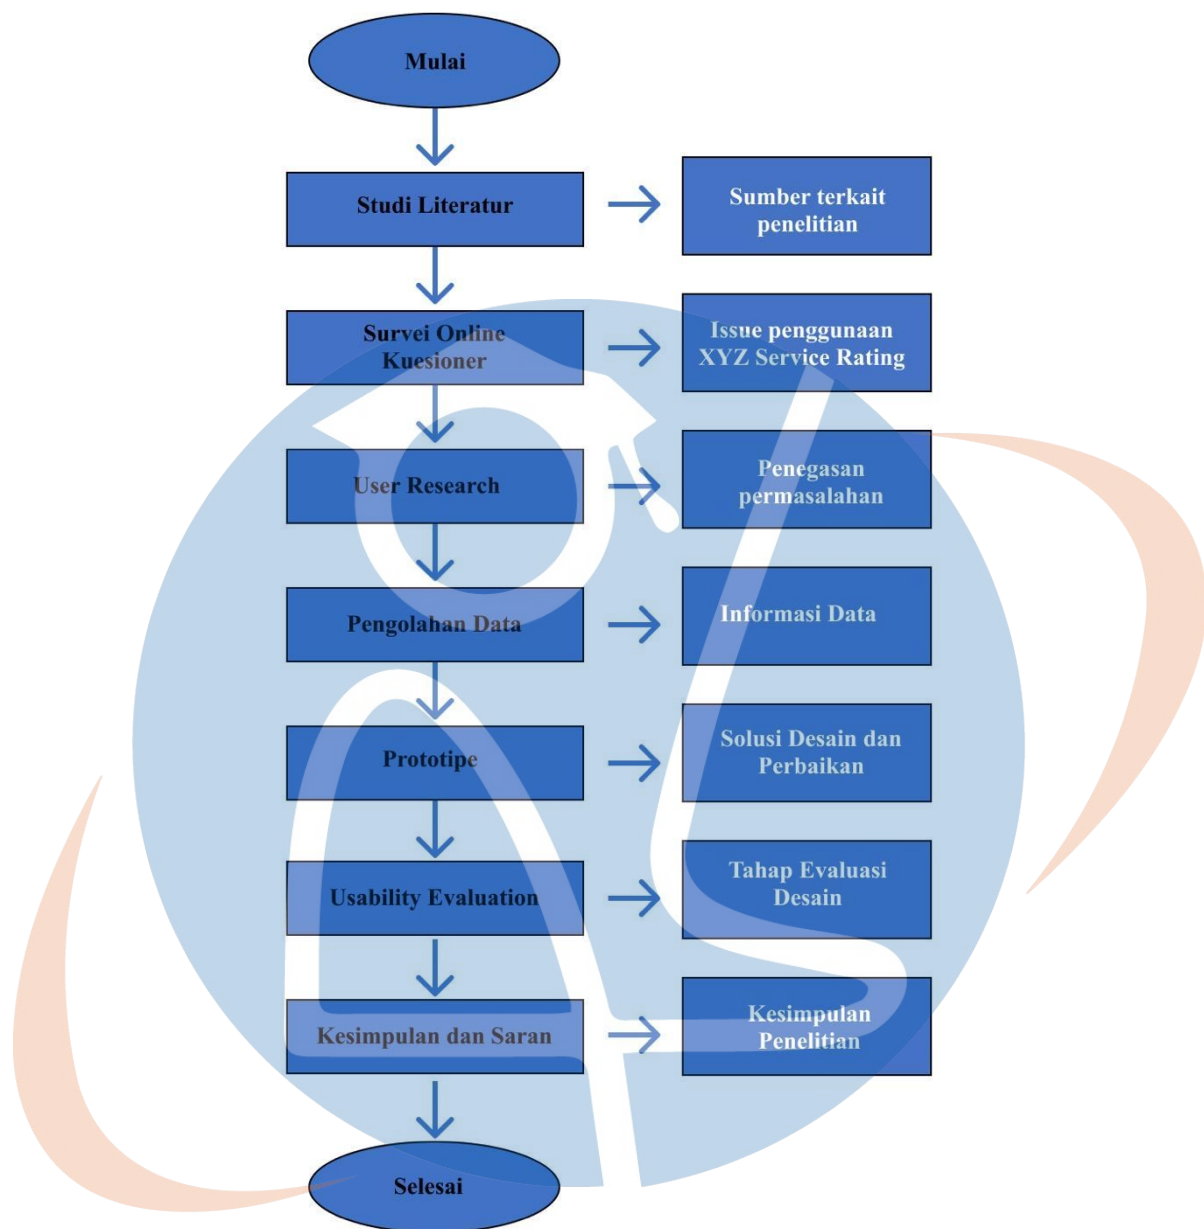 Mulai
Studi Literatur
Sumber terkait
penelitian
Survei Online
Kuesioner
Issue penggunaan
XYZ Service Rating
User Research
Penegasan
permasalahan
Pengolahan Data
Informasi Data
Prototipe
Solusi Desain dan
Perbaikan
Usability Evaluation
Tahap Evaluasi
Desain
Kesimpulan dan Saran
Kesimpulan
Penelitian
Selesai